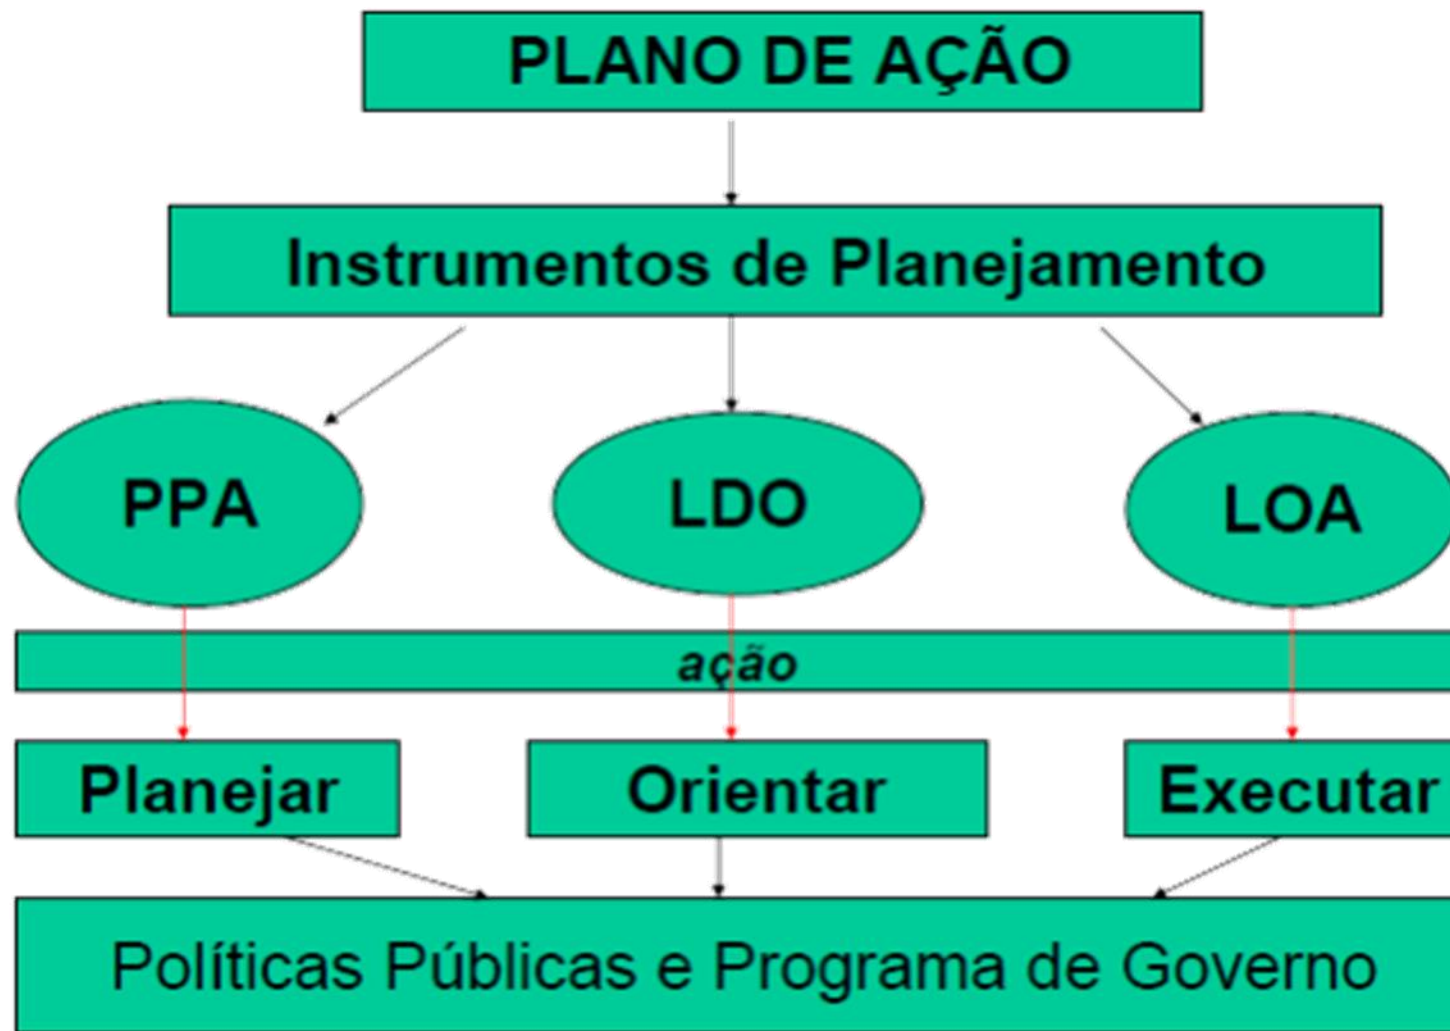 PLANO DE AÇÃO
Instrumentos de Planejamento
PPA
LDO
LOA
ação
Planejar
Orientar
Executar
Políticas Públicas e Programa de Governo